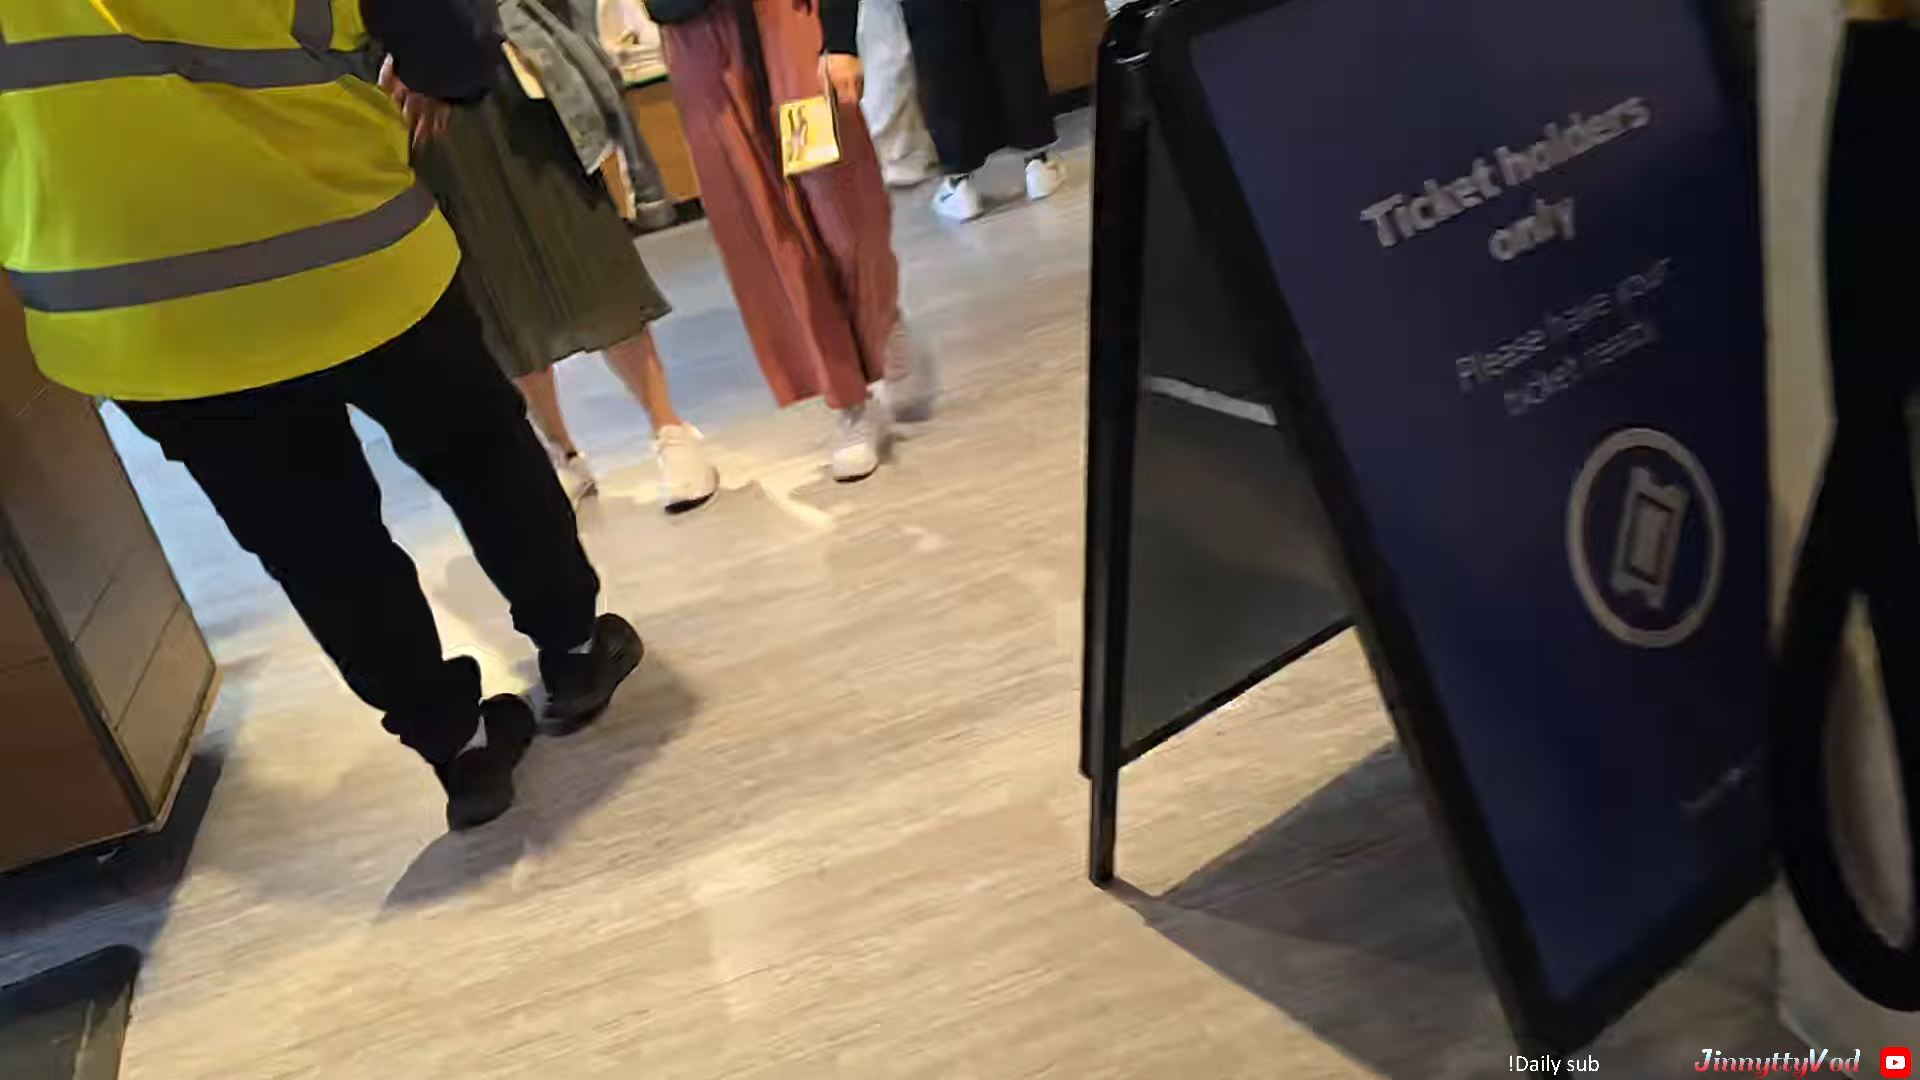 Ticket holders
only
Please have your
ticket ready
!Daily sub
JinnyttyVod